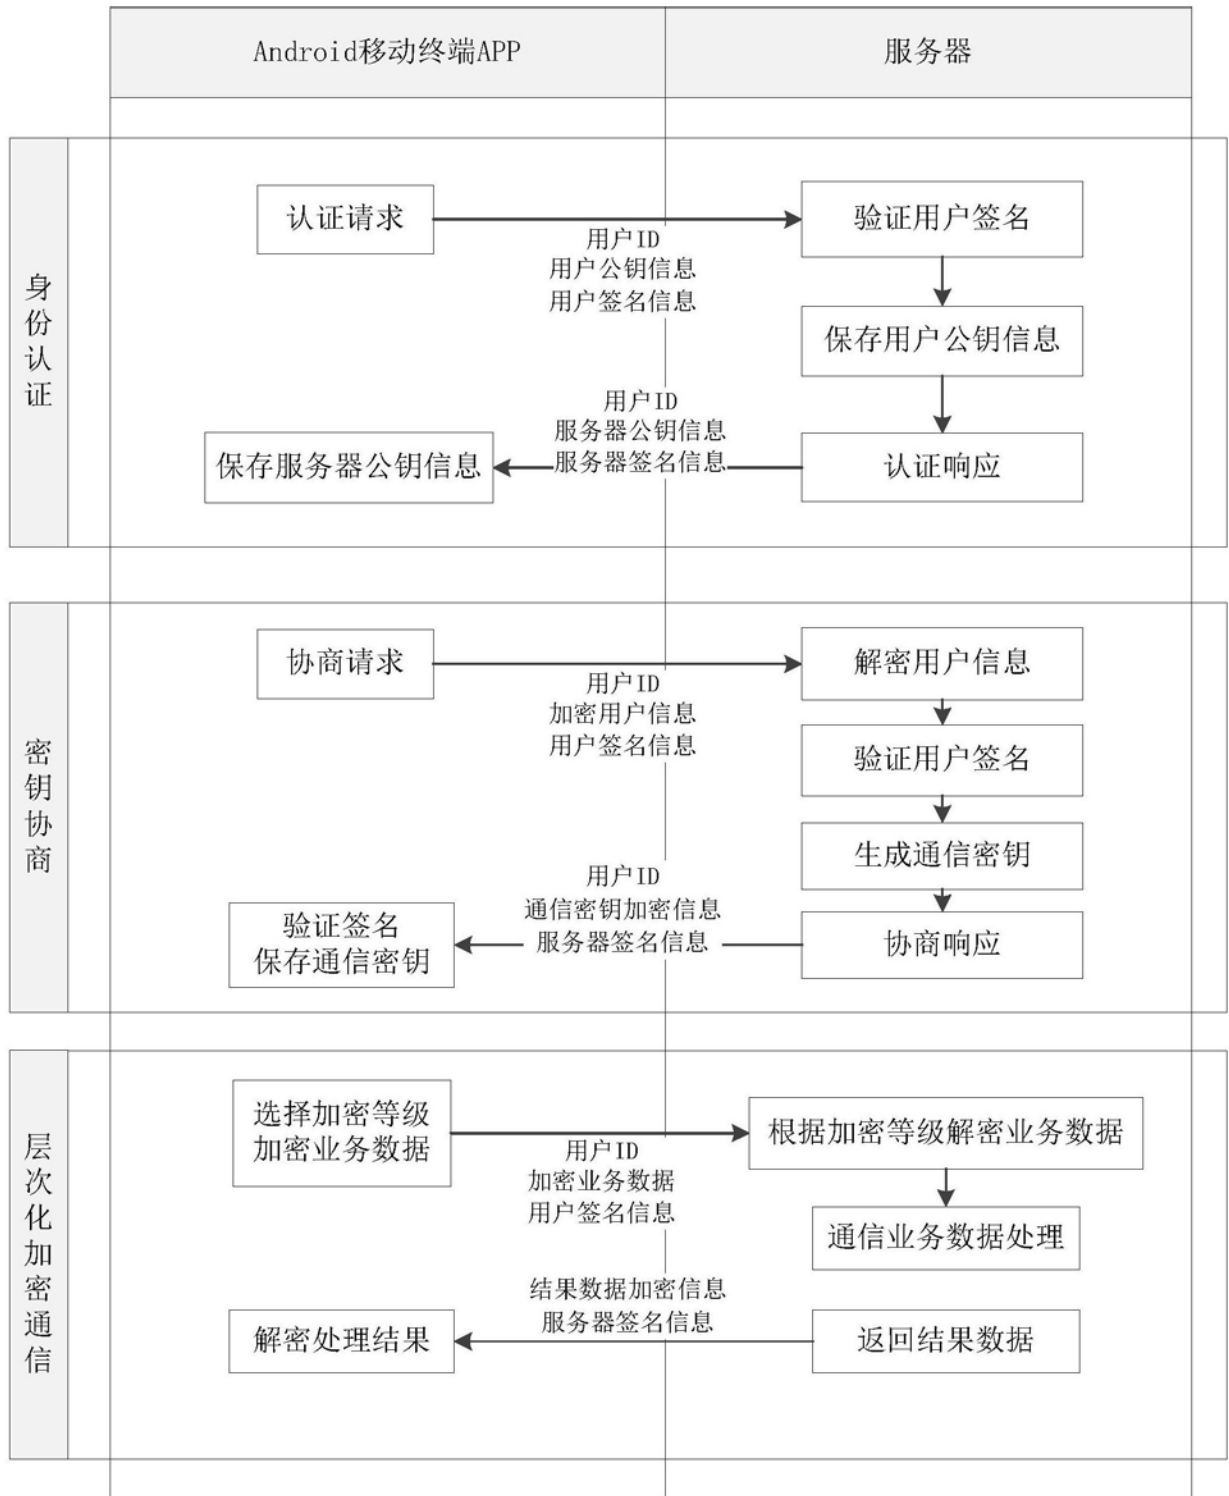 Android移动终端APP
服务器
身份认证
认证请求
用户ID
用户公钥信息
用户签名信息
验证用户签名
保存用户公钥信息
认证响应
用户ID
服务器公钥信息
服务器签名信息
保存服务器公钥信息
密钥协商
协商请求
用户ID
加密用户信息
用户签名信息
解密用户信息
验证用户签名
生成通信密钥
协商响应
用户ID
通信密钥加密信息
服务器签名信息
验证签名
保存通信密钥
层次化加密通信
选择加密等级
加密业务数据
用户ID
加密业务数据
用户签名信息
根据加密等级解密业务数据
通信业务数据处理
返回结果数据
结果数据加密信息
服务器签名信息
解密处理结果